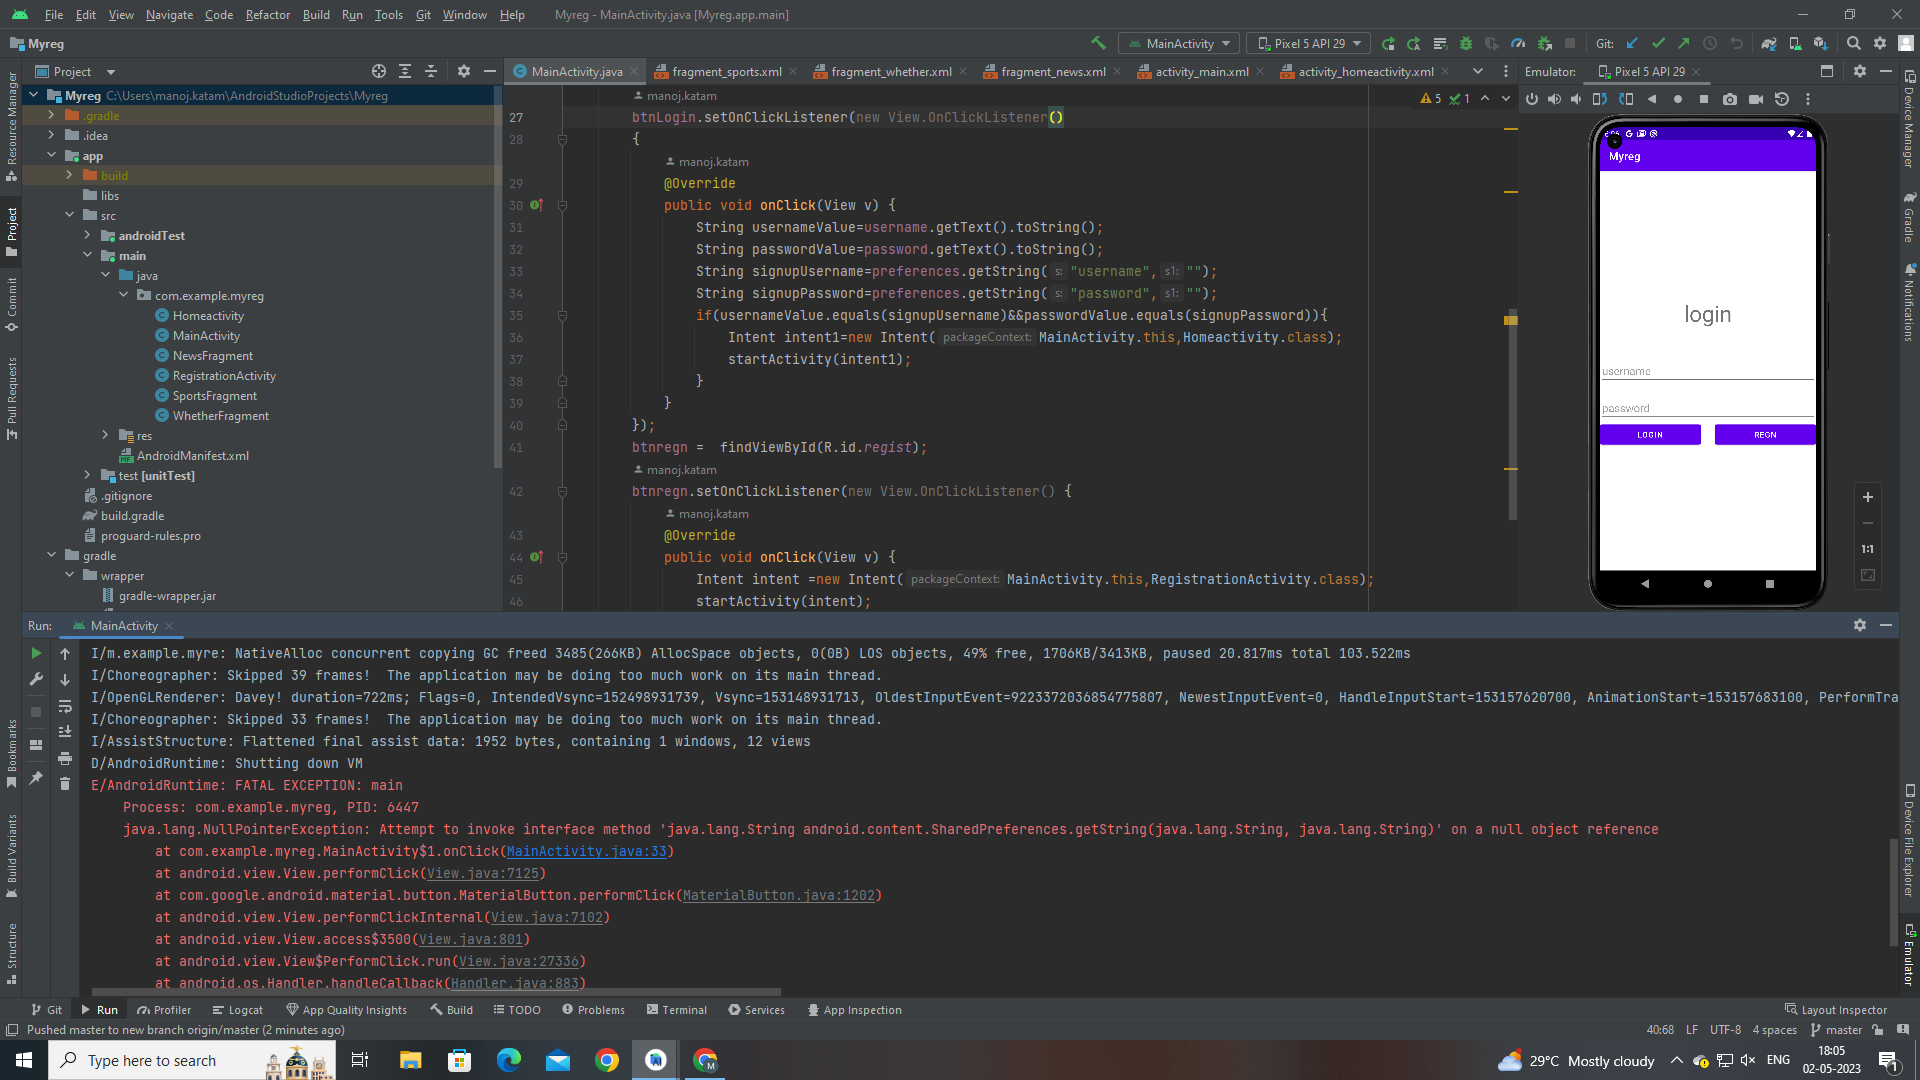 File Edit View Navigate Code Refactor Build Run Tools Git Window Help Myreg - MainActivity.java [Myreg.app.main]
Myreg MainActivity Pixel 5 API 29 Git:
Project MainActivity.java fragment_sports.xml fragment_whether.xml fragment_news.xml activity_main.xml activity_homeactivity.xml Emulator: Pixel 5 API 29
Resource Manager
Project
Commit
Pull Requests
Bookmarks
Build Variants
Structure
Myreg C:\Users\manoj.katam\AndroidStudioProjects\Myreg
.gradle
.idea
app
build
libs
src
androidTest
main
java
com.example.myreg
Homeactivity
MainActivity
NewsFragment
RegistrationActivity
SportsFragment
WhetherFragment
res
AndroidManifest.xml
test [unitTest]
.gitignore
build.gradle
proguard-rules.pro
gradle
wrapper
gradle-wrapper.jar
manoj.katam
5 1
27 btnLogin.setOnClickListener(new View.OnClickListener()
28 {
manoj.katam
29 @Override
30 public void onClick(View v) {
31 String usernameValue=username.getText().toString();
32 String passwordValue=password.getText().toString();
33 String signupUsername=preferences.getString( s: "username", s1: "");
34 String signupPassword=preferences.getString( s: "password", s1: "");
35 if(usernameValue.equals(signupUsername)&&passwordValue.equals(signupPassword)){
36 Intent intent1=new Intent( packageContext: MainActivity.this,Homeactivity.class);
37 startActivity(intent1);
38 }
39 }
40 });
41 btnregn = findViewById(R.id.regist);
manoj.katam
42 btnregn.setOnClickListener(new View.OnClickListener() {
manoj.katam
43 @Override
44 public void onClick(View v) {
45 Intent intent =new Intent( packageContext: MainActivity.this,RegistrationActivity.class);
46 startActivity(intent);
Myreg
login
username
password
LOGIN REGN
1:1
Device Manager
Gradle
Notifications
Device File Explorer
Emulator
Run: MainActivity
I/m.example.myre: NativeAlloc concurrent copying GC freed 3485(266KB) AllocSpace objects, 0(0B) LOS objects, 49% free, 1706KB/3413KB, paused 20.817ms total 103.522ms
I/Choreographer: Skipped 39 frames!  The application may be doing too much work on its main thread.
I/OpenGLRenderer: Davey! duration=722ms; Flags=0, IntendedVsync=152498931739, Vsync=153148931713, OldestInputEvent=9223372036854775807, NewestInputEvent=0, HandleInputStart=153157620700, AnimationStart=153157683100, PerformTra
I/Choreographer: Skipped 33 frames!  The application may be doing too much work on its main thread.
I/AssistStructure: Flattened final assist data: 1952 bytes, containing 1 windows, 12 views
D/AndroidRuntime: Shutting down VM
E/AndroidRuntime: FATAL EXCEPTION: main
Process: com.example.myreg, PID: 6447
java.lang.NullPointerException: Attempt to invoke interface method 'java.lang.String android.content.SharedPreferences.getString(java.lang.String, java.lang.String)' on a null object reference
at com.example.myreg.MainActivity$1.onClick(MainActivity.java:33)
at android.view.View.performClick(View.java:7125)
at com.google.android.material.button.MaterialButton.performClick(MaterialButton.java:1202)
at android.view.View.performClickInternal(View.java:7102)
at android.view.View.access$3500(View.java:801)
at android.view.View$PerformClick.run(View.java:27336)
at android.os.Handler.handleCallback(Handler.java:883)
Git Run Profiler Logcat App Quality Insights Build TODO Problems Terminal Services App Inspection Layout Inspector
Pushed master to new branch origin/master (2 minutes ago) 40:68 LF UTF-8 4 spaces master
Type here to search 29°C Mostly cloudy ENG 18:05
02-05-2023 1